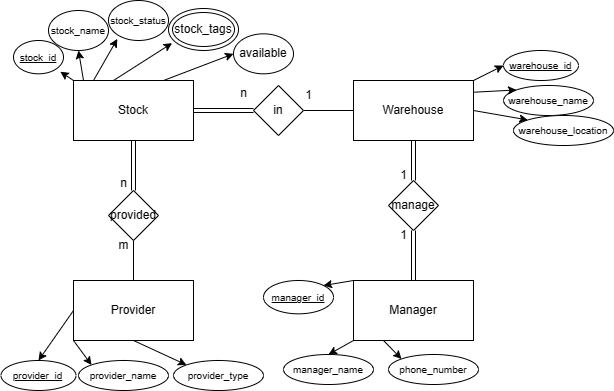 stock_status
stock_name
stock_tags
stock_id
available
warehouse_id
n
1
warehouse_name
Stock
in
Warehouse
warehouse_location
n
1
provided
manage
m
1
manager_id
Provider
Manager
provider_id
provider_name
provider_type
manager_name
phone_number